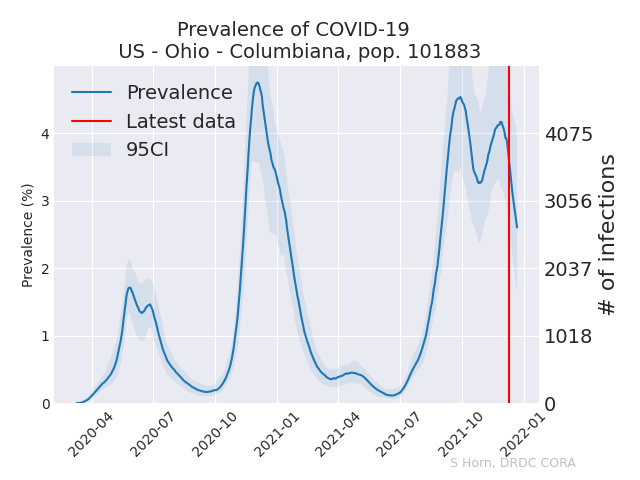 Prevalence of COVID-19
US - Ohio - Columbiana, pop. 101883
Prevalence
Latest data
95CI
Prevalence (%)
4
3
2
1
0
4075
3056
2037
1018
0
# of infections
2020-04
2020-07
2020-10
2021-01
2021-04
2021-07
2021-10
2022-01
S Horn, DRDC CORA